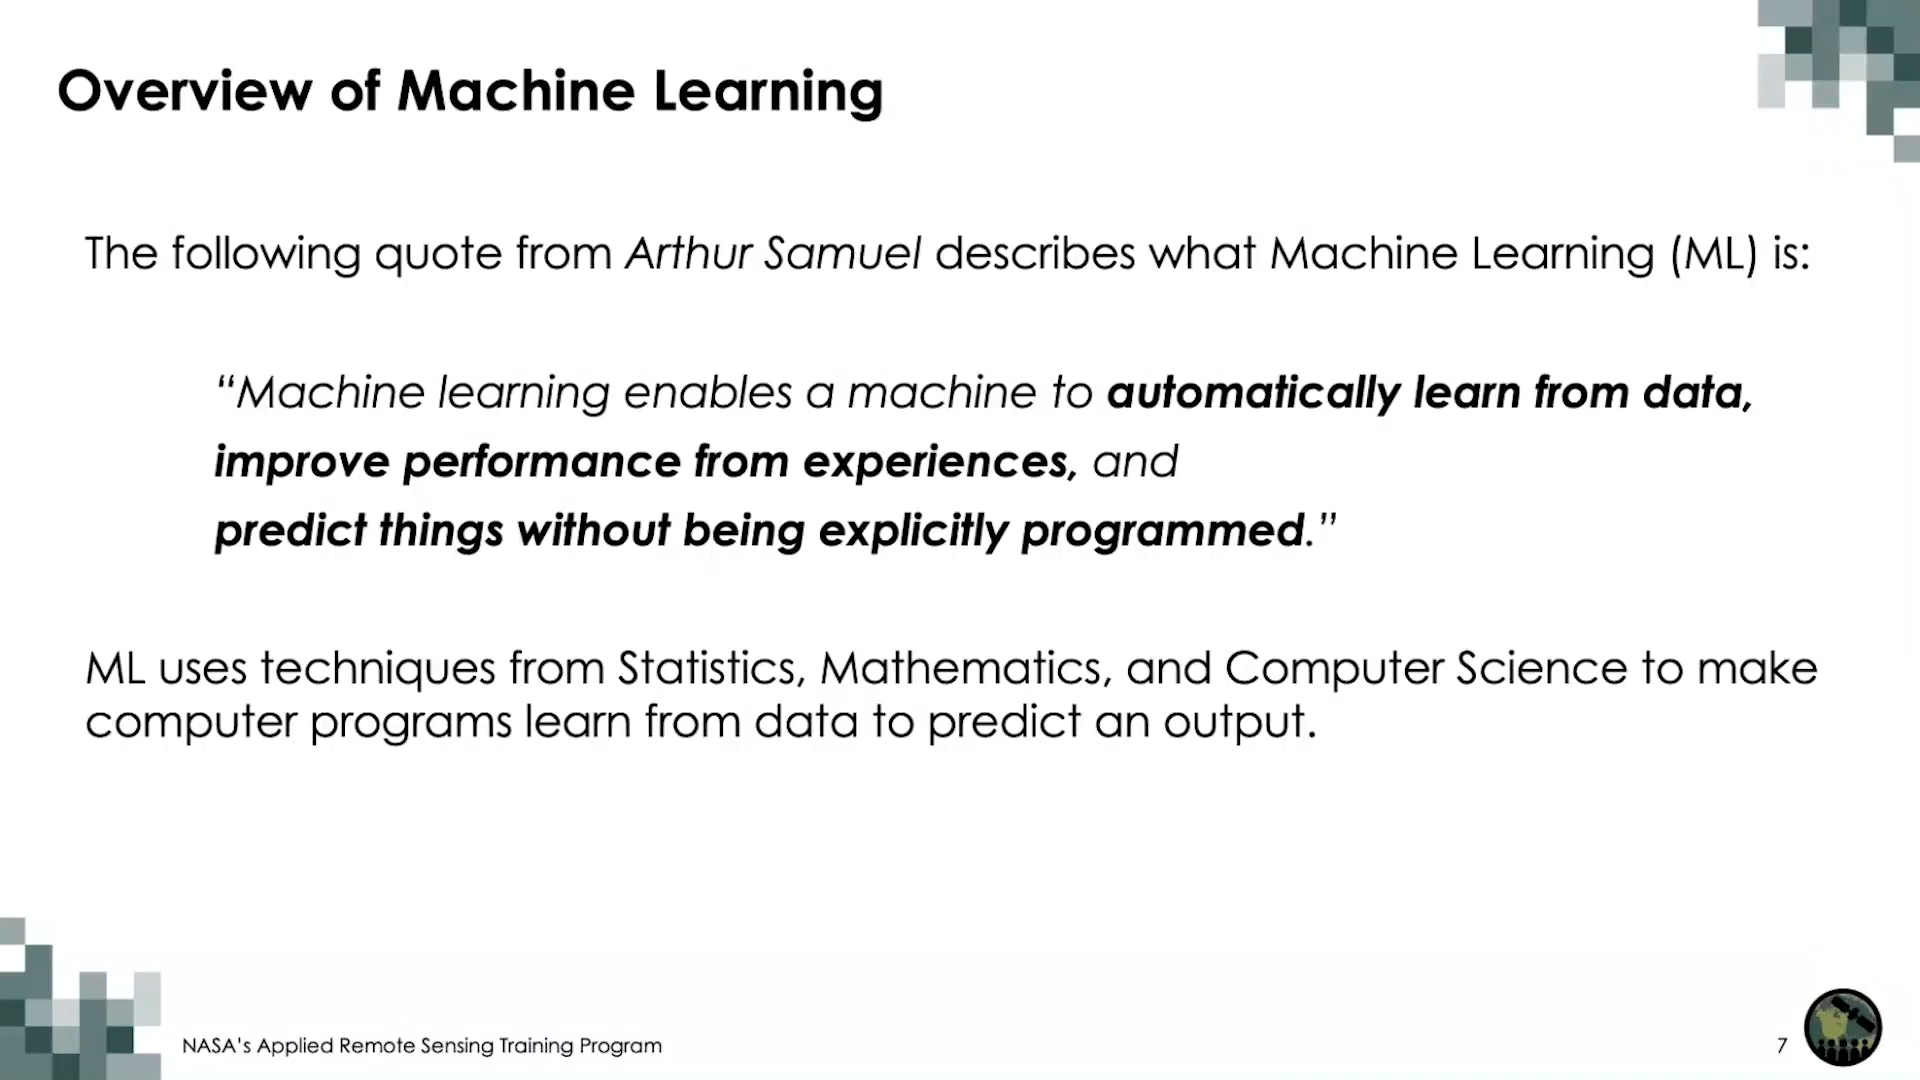 Overview of Machine Learning
The following quote from Arthur Samuel describes what Machine Learning (ML) is:
“Machine learning enables a machine to automatically learn from data,
improve performance from experiences, and
predict things without being explicitly programmed.”
ML uses techniques from Statistics, Mathematics, and Computer Science to make
computer programs learn from data to predict an output.
NASA's Applied Remote Sensing Training Program
7